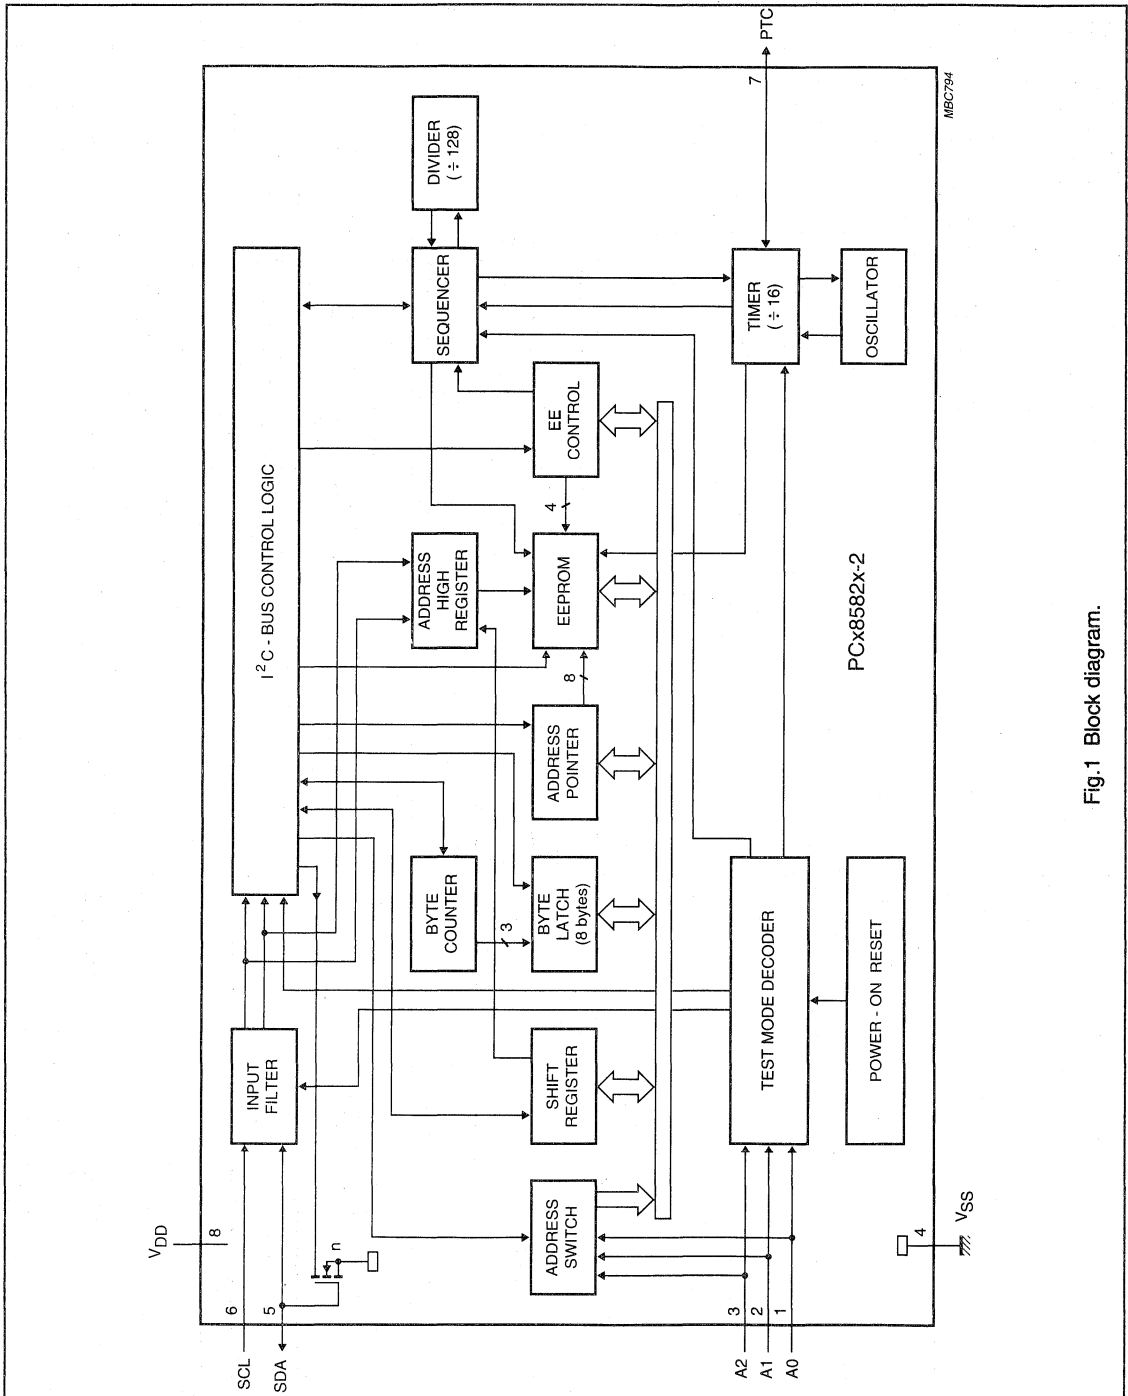 PTC
7
MBC794
DIVIDER
(÷ 128)
I²C - BUS CONTROL LOGIC
SEQUENCER
TIMER
(÷ 16)
OSCILLATOR
EE
CONTROL
4
ADDRESS
HIGH
REGISTER
EEPROM
8
PCx8582x-2
ADDRESS
POINTER
BYTE
COUNTER
3
BYTE
LATCH
(8 bytes)
TEST MODE DECODER
POWER - ON RESET
INPUT
FILTER
SHIFT
REGISTER
ADDRESS
SWITCH
VDD
8
n
4
VSS
6
5
3
2
1
SCL
SDA
A2
A1
A0
Fig.1 Block diagram.